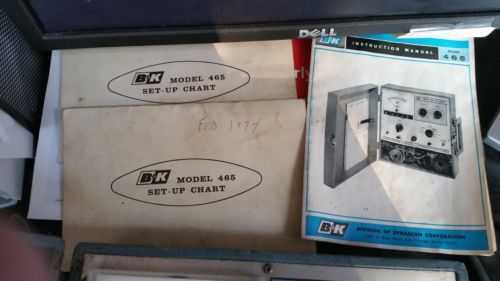 DELL
B&K MODEL 465
SET-UP CHART
FEB. 1974
B&K MODEL 465
SET-UP CHART
B&K INSTRUCTION MANUAL MODEL
465
B&K DIVISION OF DYNASCAN CORPORATION